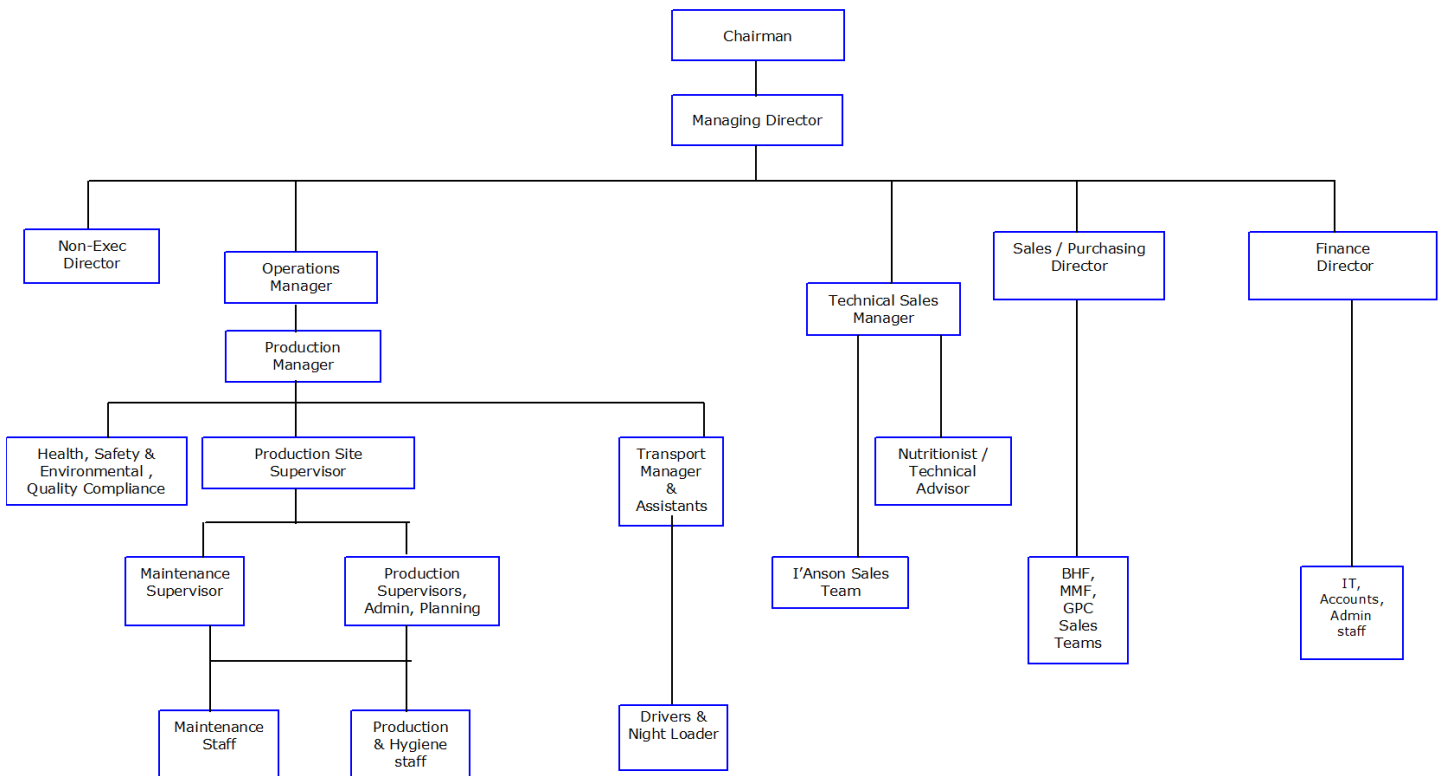 Chairman
Managing Director
Non-Exec
Director
Operations
Manager
Technical Sales
Manager
Sales / Purchasing
Director
Finance
Director
Production
Manager
Health, Safety &
Environmental ,
Quality Compliance
Production Site
Supervisor
Transport
Manager
&
Assistants
Nutritionist /
Technical
Advisor
Maintenance
Supervisor
Production
Supervisors,
Admin, Planning
I’Anson Sales
Team
BHF,
MMF,
GPC
Sales
Teams
IT,
Accounts,
Admin
staff
Maintenance
Staff
Production
& Hygiene
staff
Drivers &
Night Loader